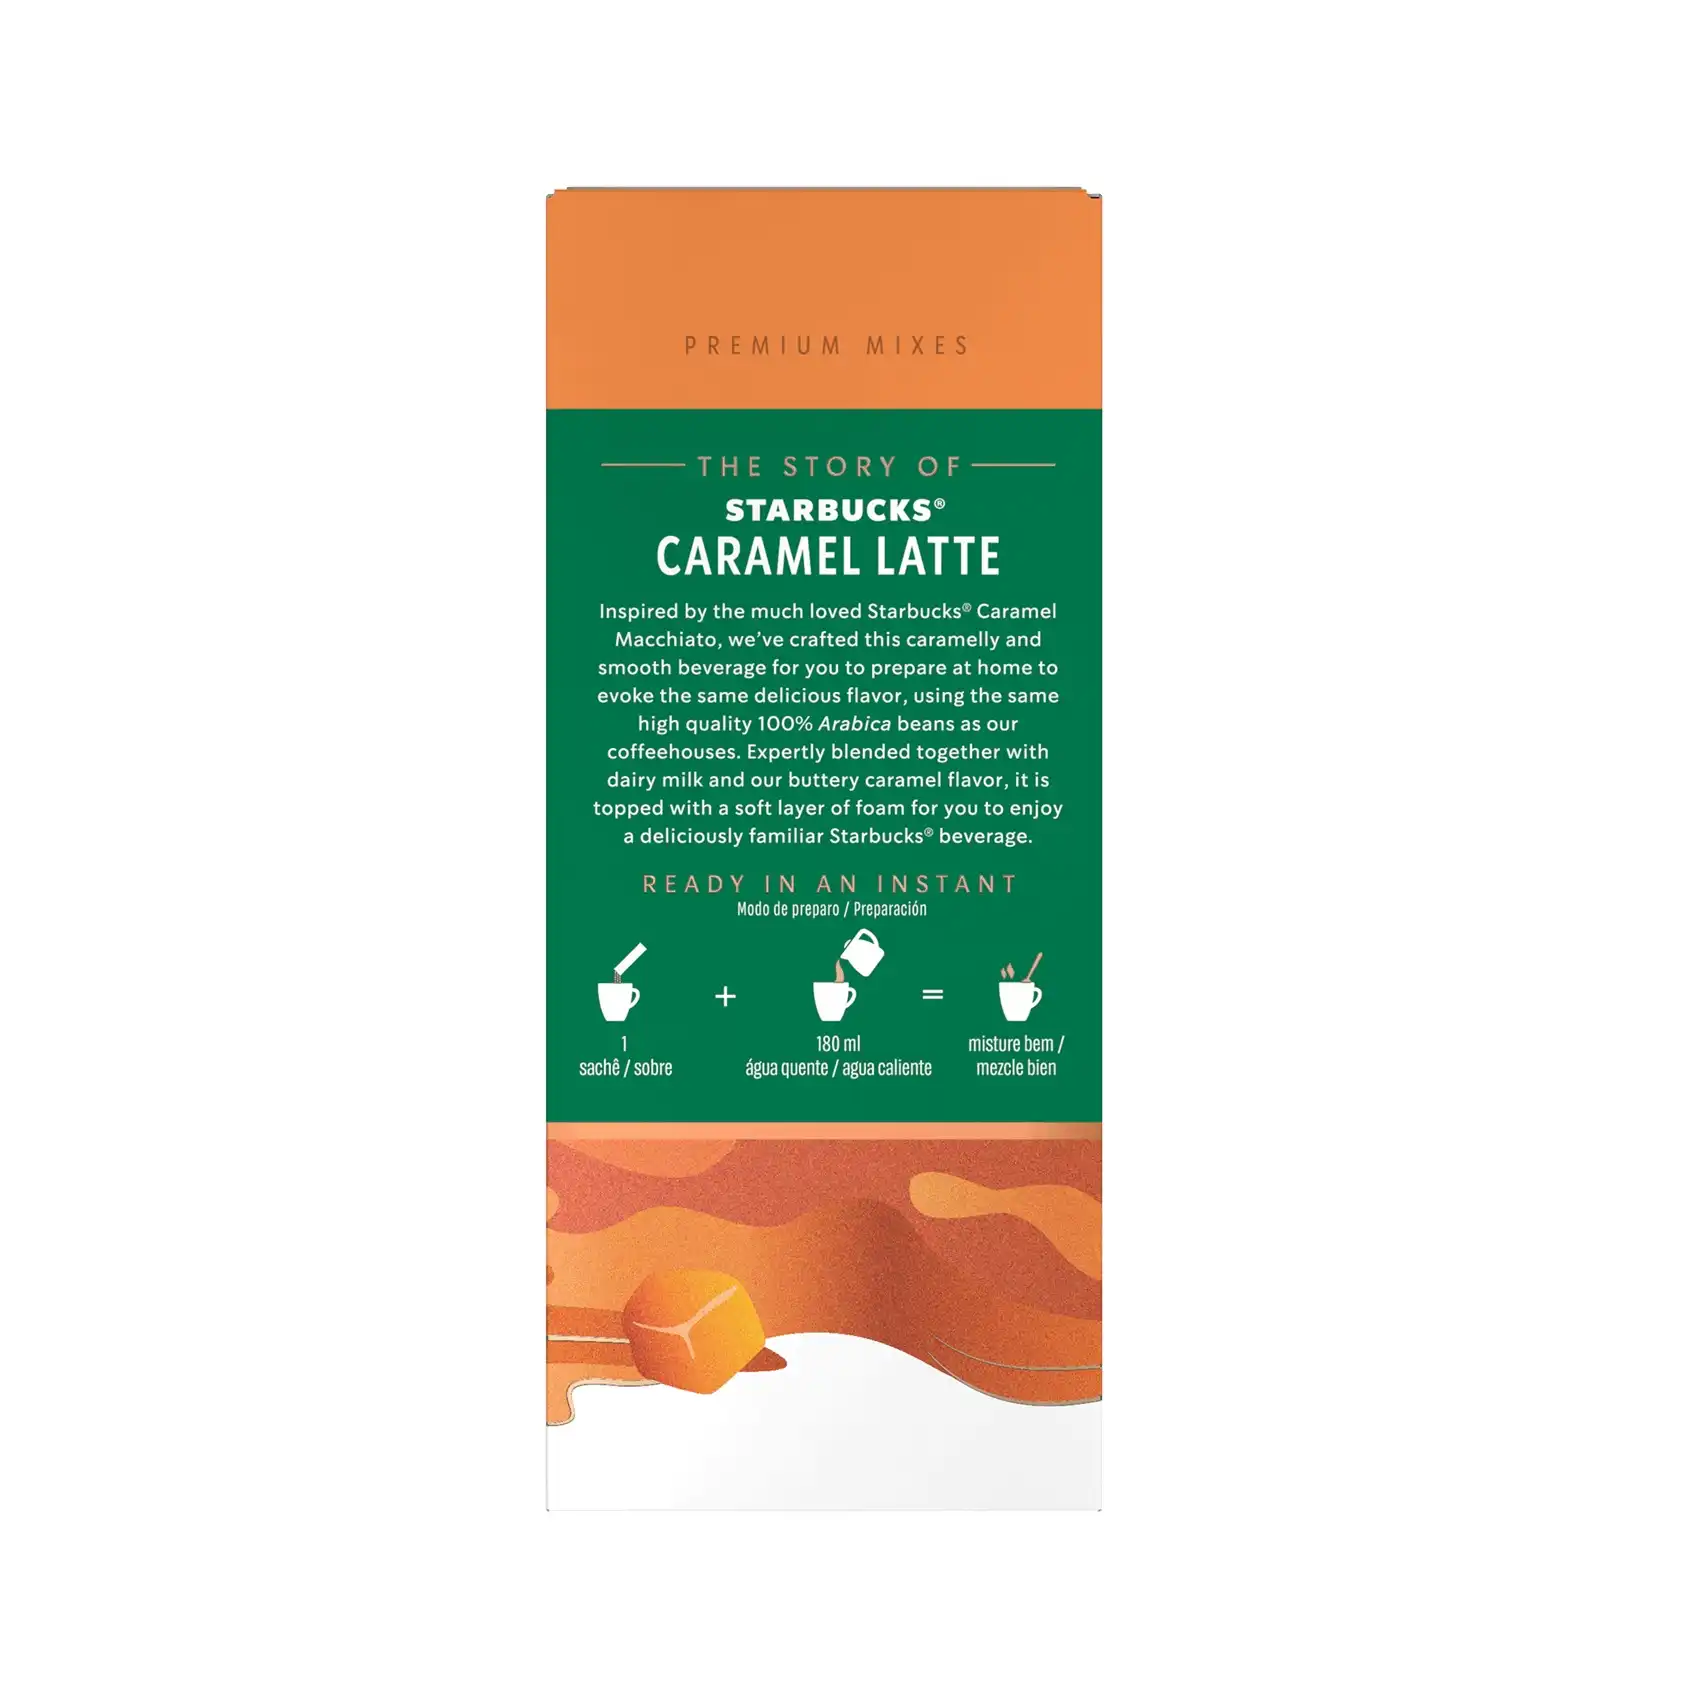 PREMIUM MIXES
THE STORY OF
STARBUCKS®
CARAMEL LATTE
Inspired by the much loved Starbucks® Caramel
Macchiato, we've crafted this caramelly and
smooth beverage for you to prepare at home to
evoke the same delicious flavor, using the same
high quality 100% Arabica beans as our
coffeehouses. Expertly blended together with
dairy milk and our buttery caramel flavor, it is
topped with a soft layer of foam for you to enjoy
a deliciously familiar Starbucks® beverage.
READY IN AN INSTANT
Modo de preparo / Preparación
+ =
1
sachê / sobre
180 ml
água quente / agua caliente
misture bem /
mezcle bien